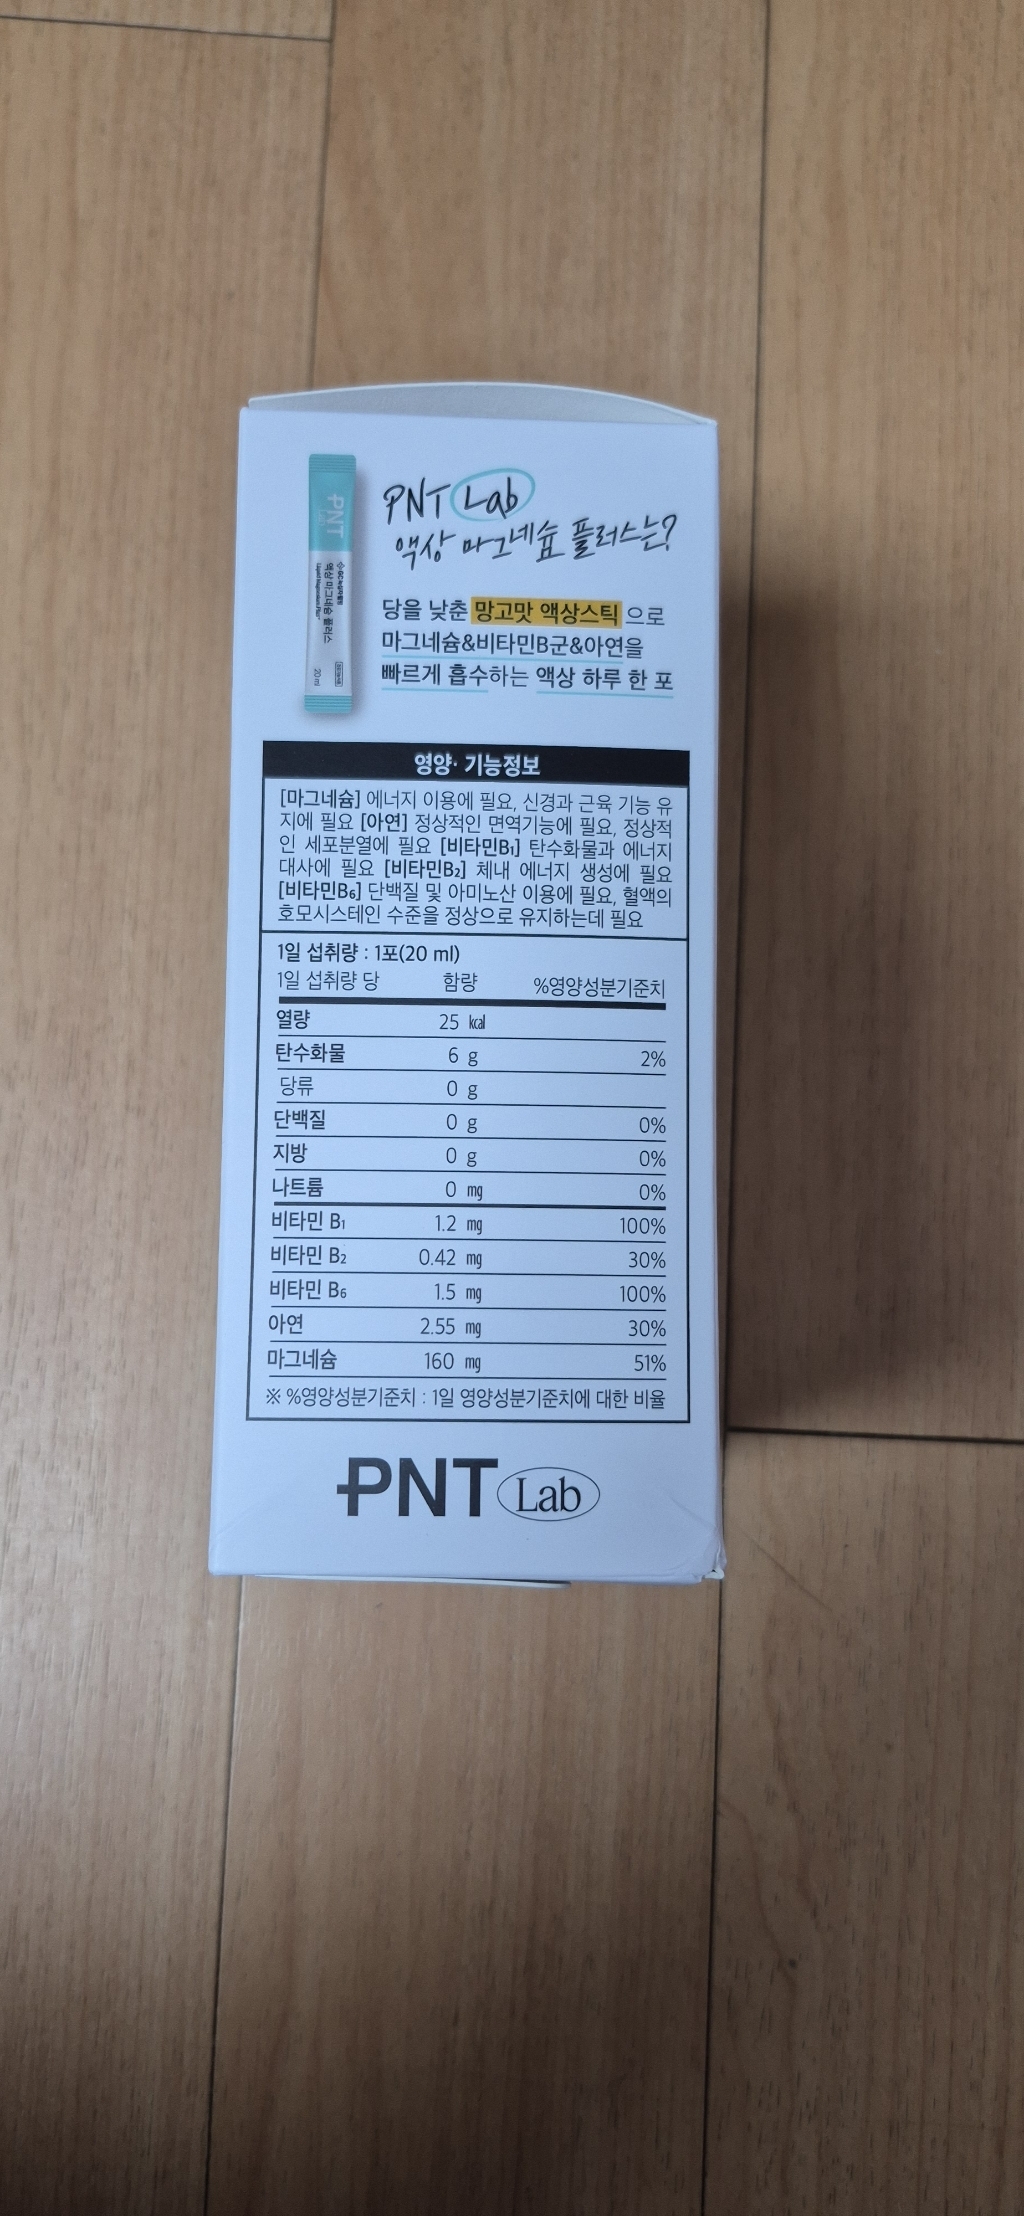 PNT Lab
액상 마그네슘 플러스는?
당을 낮춘 망고맛 액상스틱 으로
마그네슘&비타민B군&아연을
빠르게 흡수하는 액상 하루 한 포
PNT
액상 마그네슘 플러스
20 ml
영양· 기능정보
[마그네슘] 에너지 이용에 필요, 신경과 근육 기능 유
지에 필요 [아연] 정상적인 면역기능에 필요, 정상적
인 세포분열에 필요 [비타민B₁] 탄수화물과 에너지
대사에 필요 [비타민B₂] 체내 에너지 생성에 필요
[비타민B₆] 단백질 및 아미노산 이용에 필요, 혈액의
호모시스테인 수준을 정상으로 유지하는데 필요
1일 섭취량 : 1포(20 ml)
1일 섭취량 당 함량 %영양성분기준치
열량 25 ㎉
탄수화물 6 g 2%
당류 0 g
단백질 0 g 0%
지방 0 g 0%
나트륨 0 ㎎ 0%
비타민 B₁ 1.2 ㎎ 100%
비타민 B₂ 0.42 ㎎ 30%
비타민 B₆ 1.5 ㎎ 100%
아연 2.55 ㎎ 30%
마그네슘 160 ㎎ 51%
※ %영양성분기준치 : 1일 영양성분기준치에 대한 비율
PNT Lab